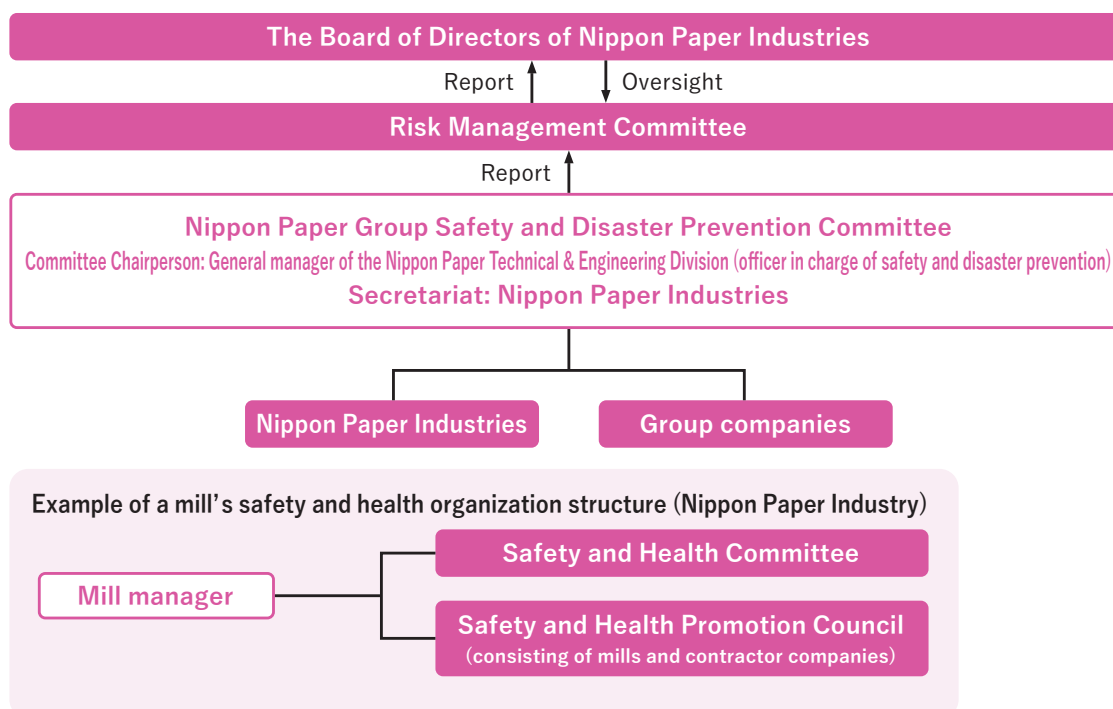 The Board of Directors of Nippon Paper Industries
Report
Oversight
Risk Management Committee
Report
Nippon Paper Group Safety and Disaster Prevention Committee
Committee Chairperson: General manager of the Nippon Paper Technical & Engineering Division (officer in charge of safety and disaster prevention)
Secretariat: Nippon Paper Industries
Nippon Paper Industries
Group companies
Example of a mill’s safety and health organization structure (Nippon Paper Industry)
Safety and Health Committee
Mill manager
Safety and Health Promotion Council
(consisting of mills and contractor companies)